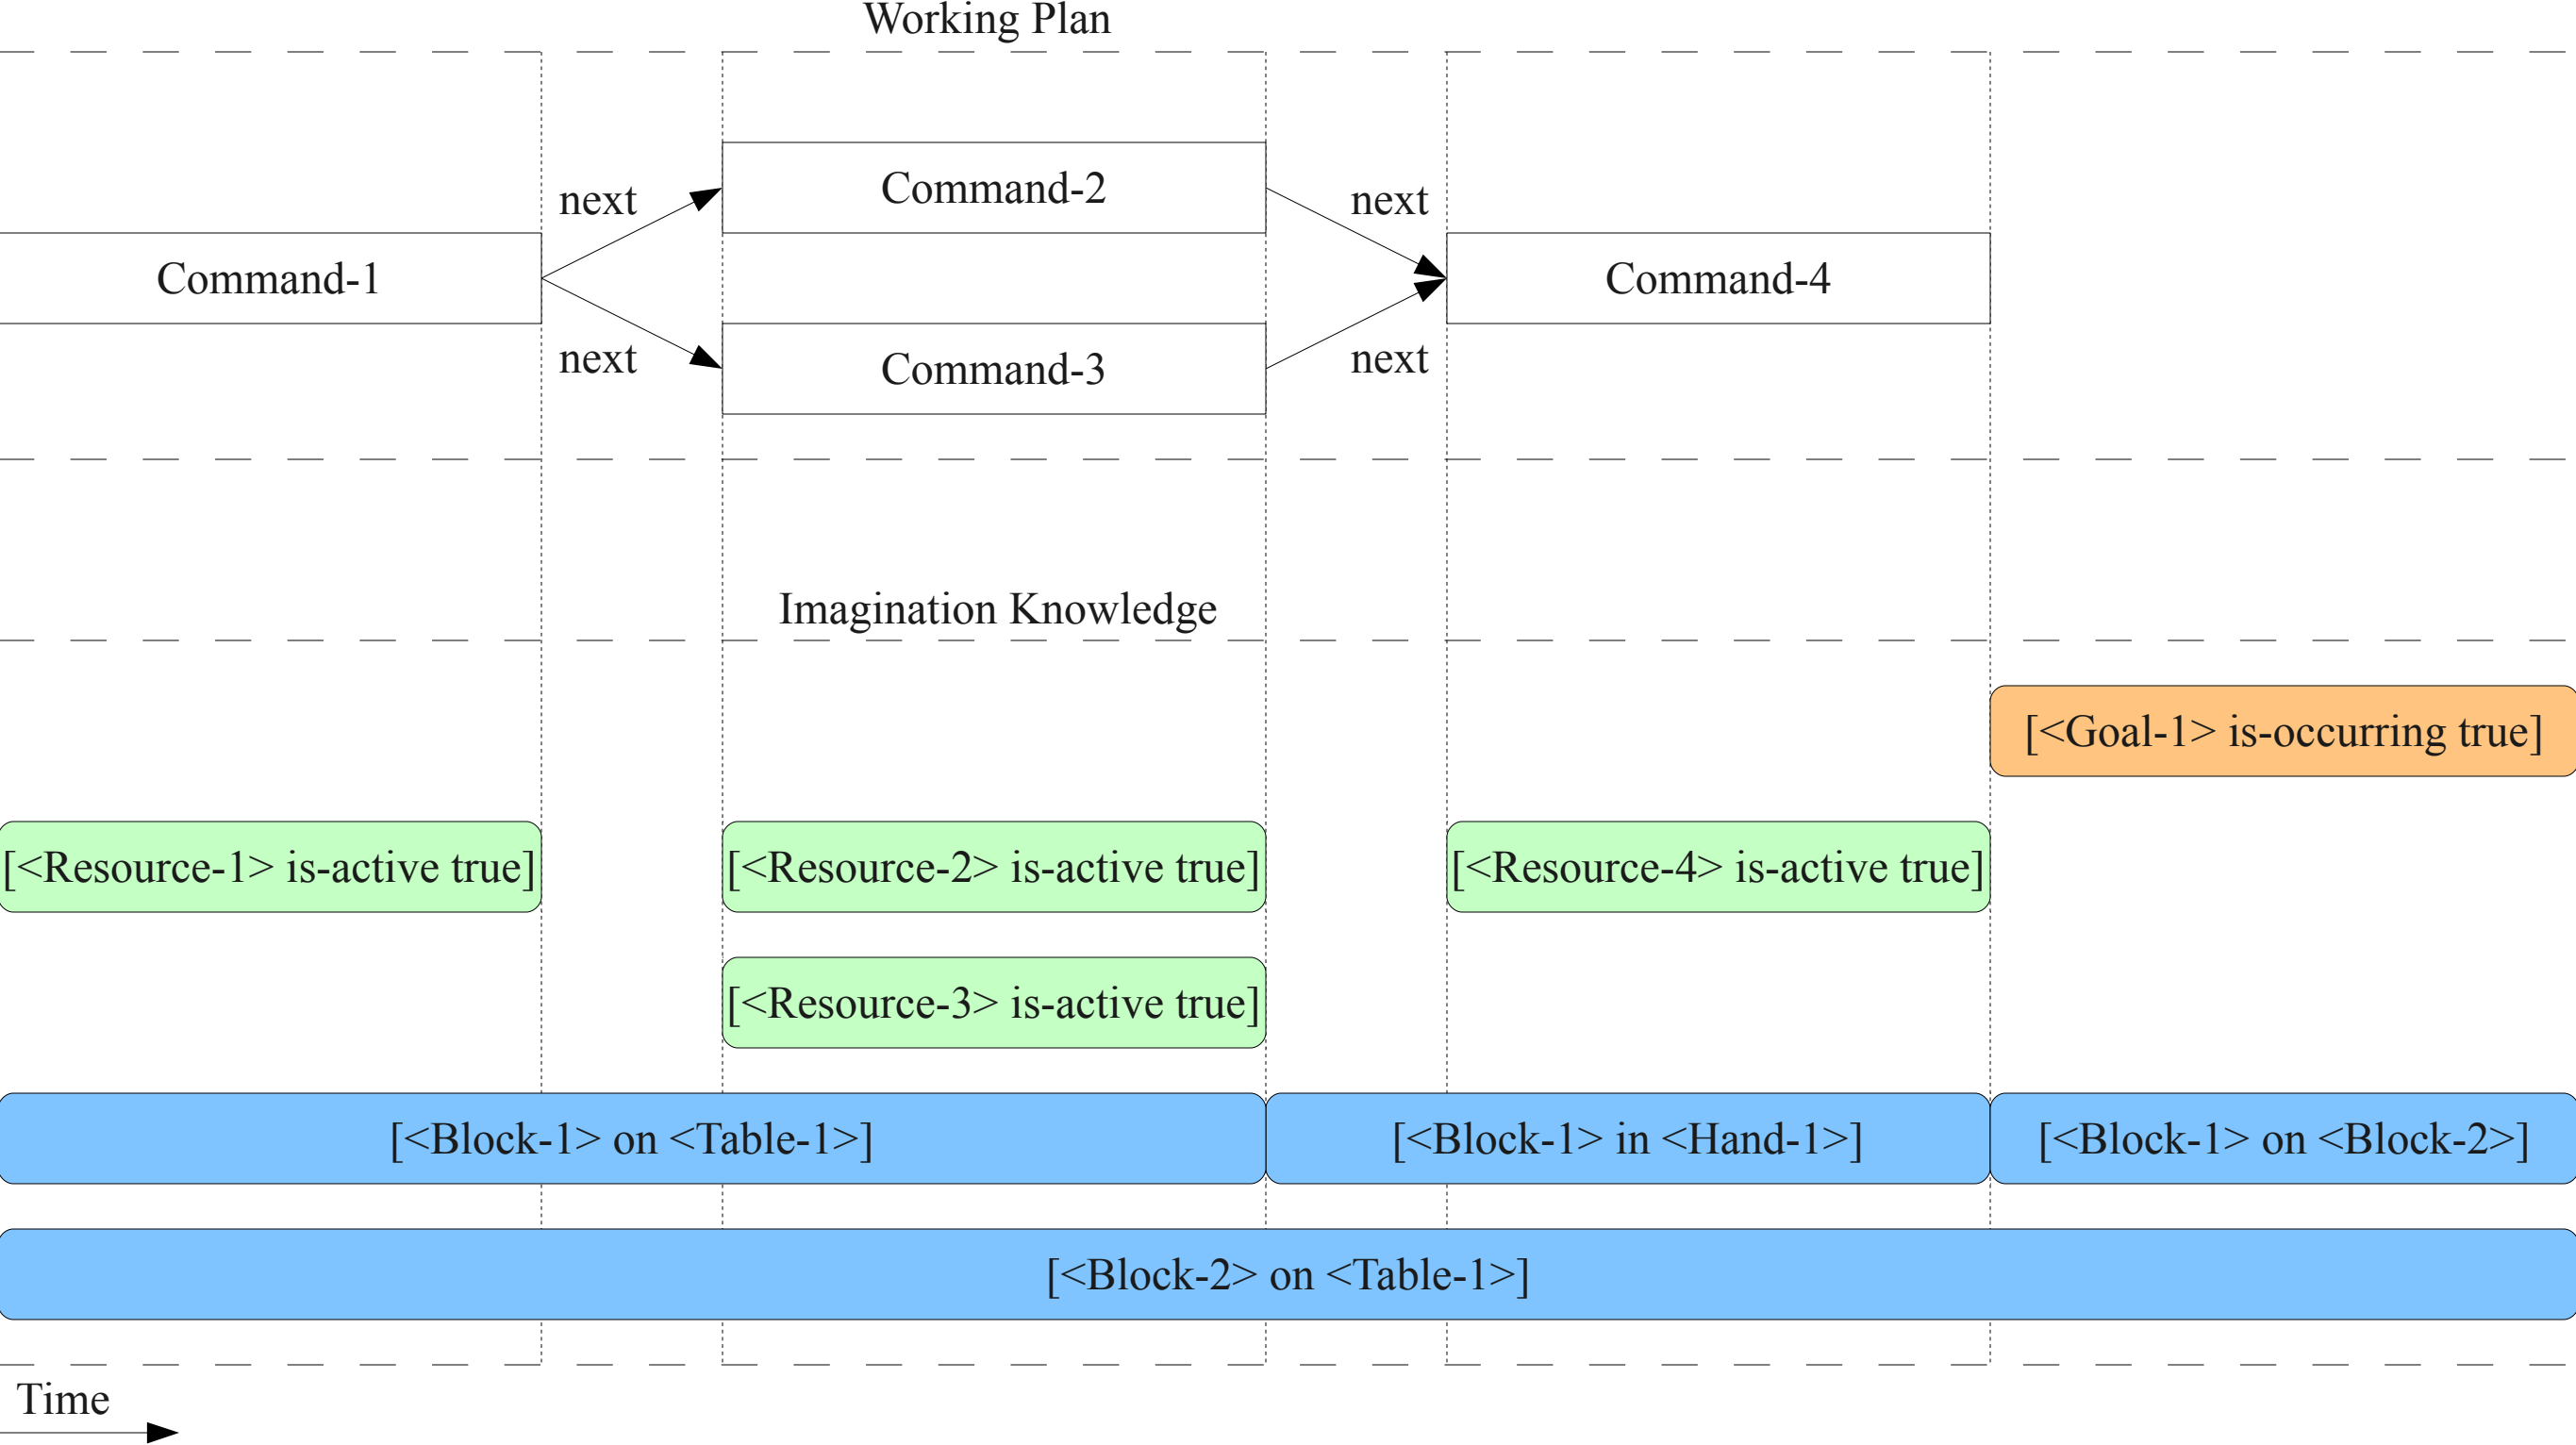 Working Plan
next
Command-2
next
Command-1
Command-4
next
Command-3
next
Imagination Knowledge
[<Goal-1> is-occurring true]
[<Resource-1> is-active true]
[<Resource-2> is-active true]
[<Resource-4> is-active true]
[<Resource-3> is-active true]
[<Block-1> on <Table-1>]
[<Block-1> in <Hand-1>]
[<Block-1> on <Block-2>]
[<Block-2> on <Table-1>]
Time